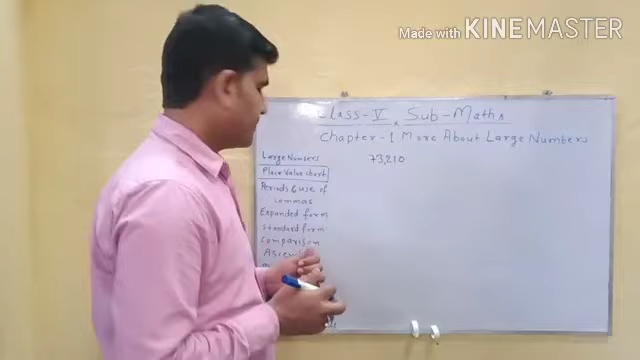 Made with KINEMASTER
Class-V Sub-Maths
Chapter-1 More About Large Numbers
73,210
Large Numbers
Place Value chart
Periods & use of
commas
Expanded form
standard form
comparison